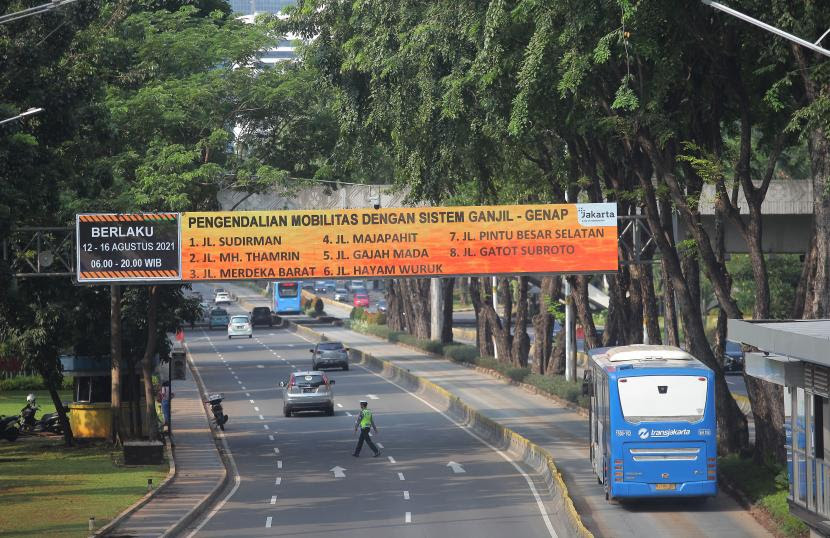 BERLAKU
12 - 16 AGUSTUS 2021
06.00 - 20.00 WIB
PENGENDALIAN MOBILITAS DENGAN SISTEM GANJIL - GENAP
Jakarta
1. JL. SUDIRMAN
2. JL. MH. THAMRIN
3. JL. MERDEKA BARAT
4. JL. MAJAPAHIT
5. JL. GAJAH MADA
6. JL. HAYAM WURUK
7. JL. PINTU BESAR SELATAN
8. JL. GATOT SUBROTO
transjakarta